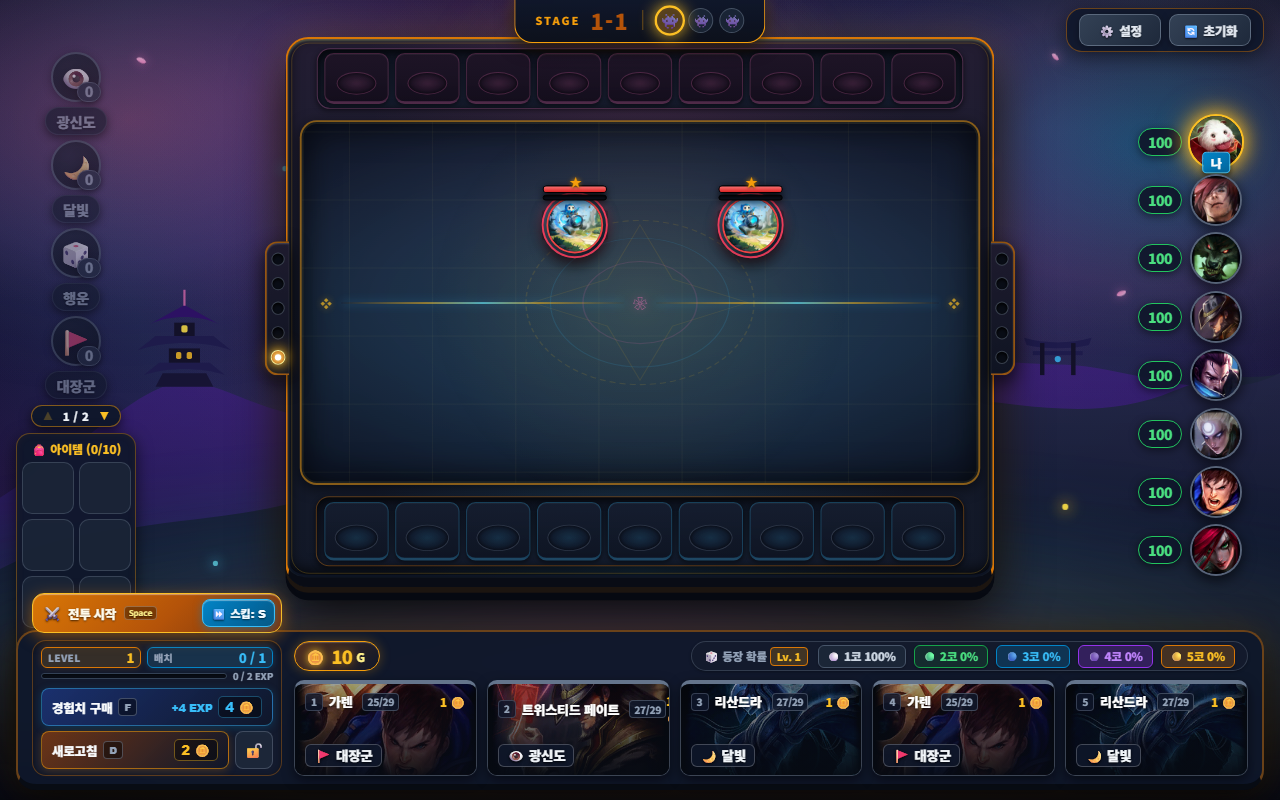 STAGE 1-1
설정
초기화
0
광신도
0
달빛
0
행운
0
대장군
1 / 2
아이템 (0/10)
100
나
100
100
100
100
100
100
100
전투 시작 Space
스킵: S
LEVEL 1
배치 0 / 1
0 / 2 EXP
경험치 구매 F +4 EXP 4
새로고침 D 2
10 G
등장 확률 Lv. 1
1코 100%
2코 0%
3코 0%
4코 0%
5코 0%
1 가렌 25/29 1
대장군
2 트위스티드 페이트 27/29
광신도
3 리산드라 27/29 1
달빛
4 가렌 25/29 1
대장군
5 리산드라 27/29 1
달빛